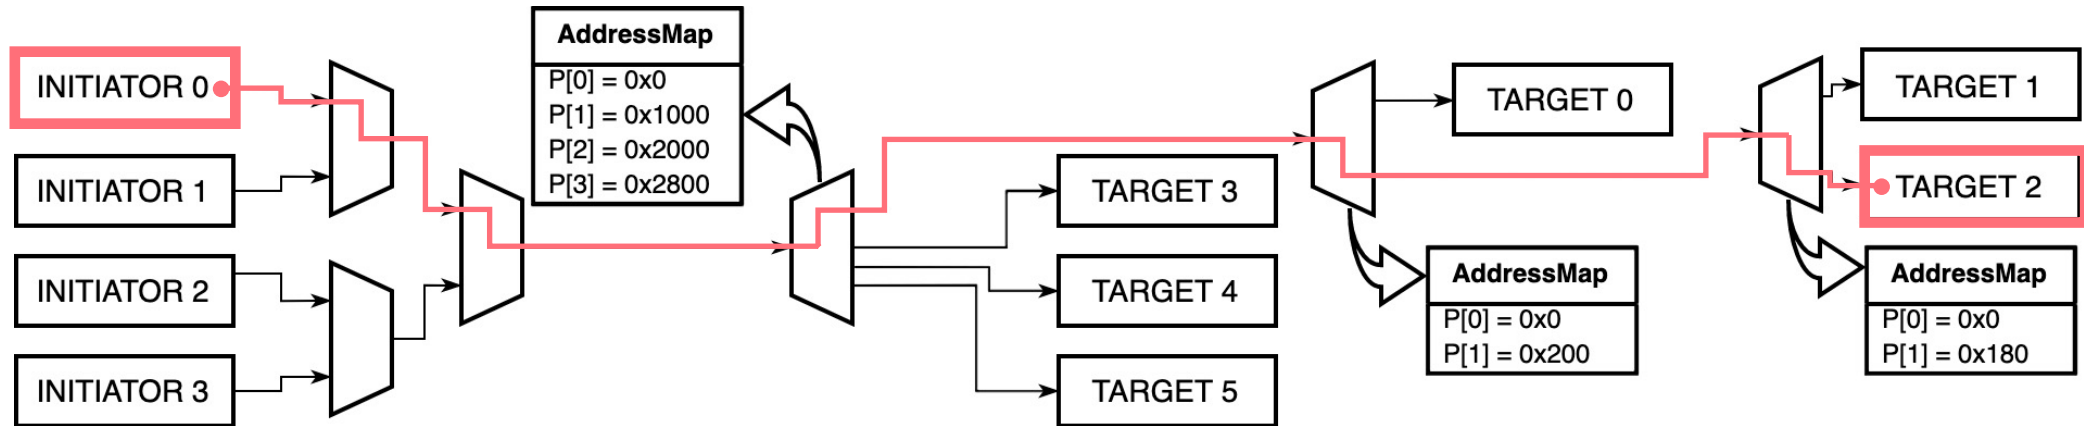 INITIATOR 0
INITIATOR 1
INITIATOR 2
INITIATOR 3
AddressMap
P[0] = 0x0
P[1] = 0x1000
P[2] = 0x2000
P[3] = 0x2800
TARGET 3
TARGET 4
TARGET 5
TARGET 0
AddressMap
P[0] = 0x0
P[1] = 0x200
TARGET 1
TARGET 2
AddressMap
P[0] = 0x0
P[1] = 0x180